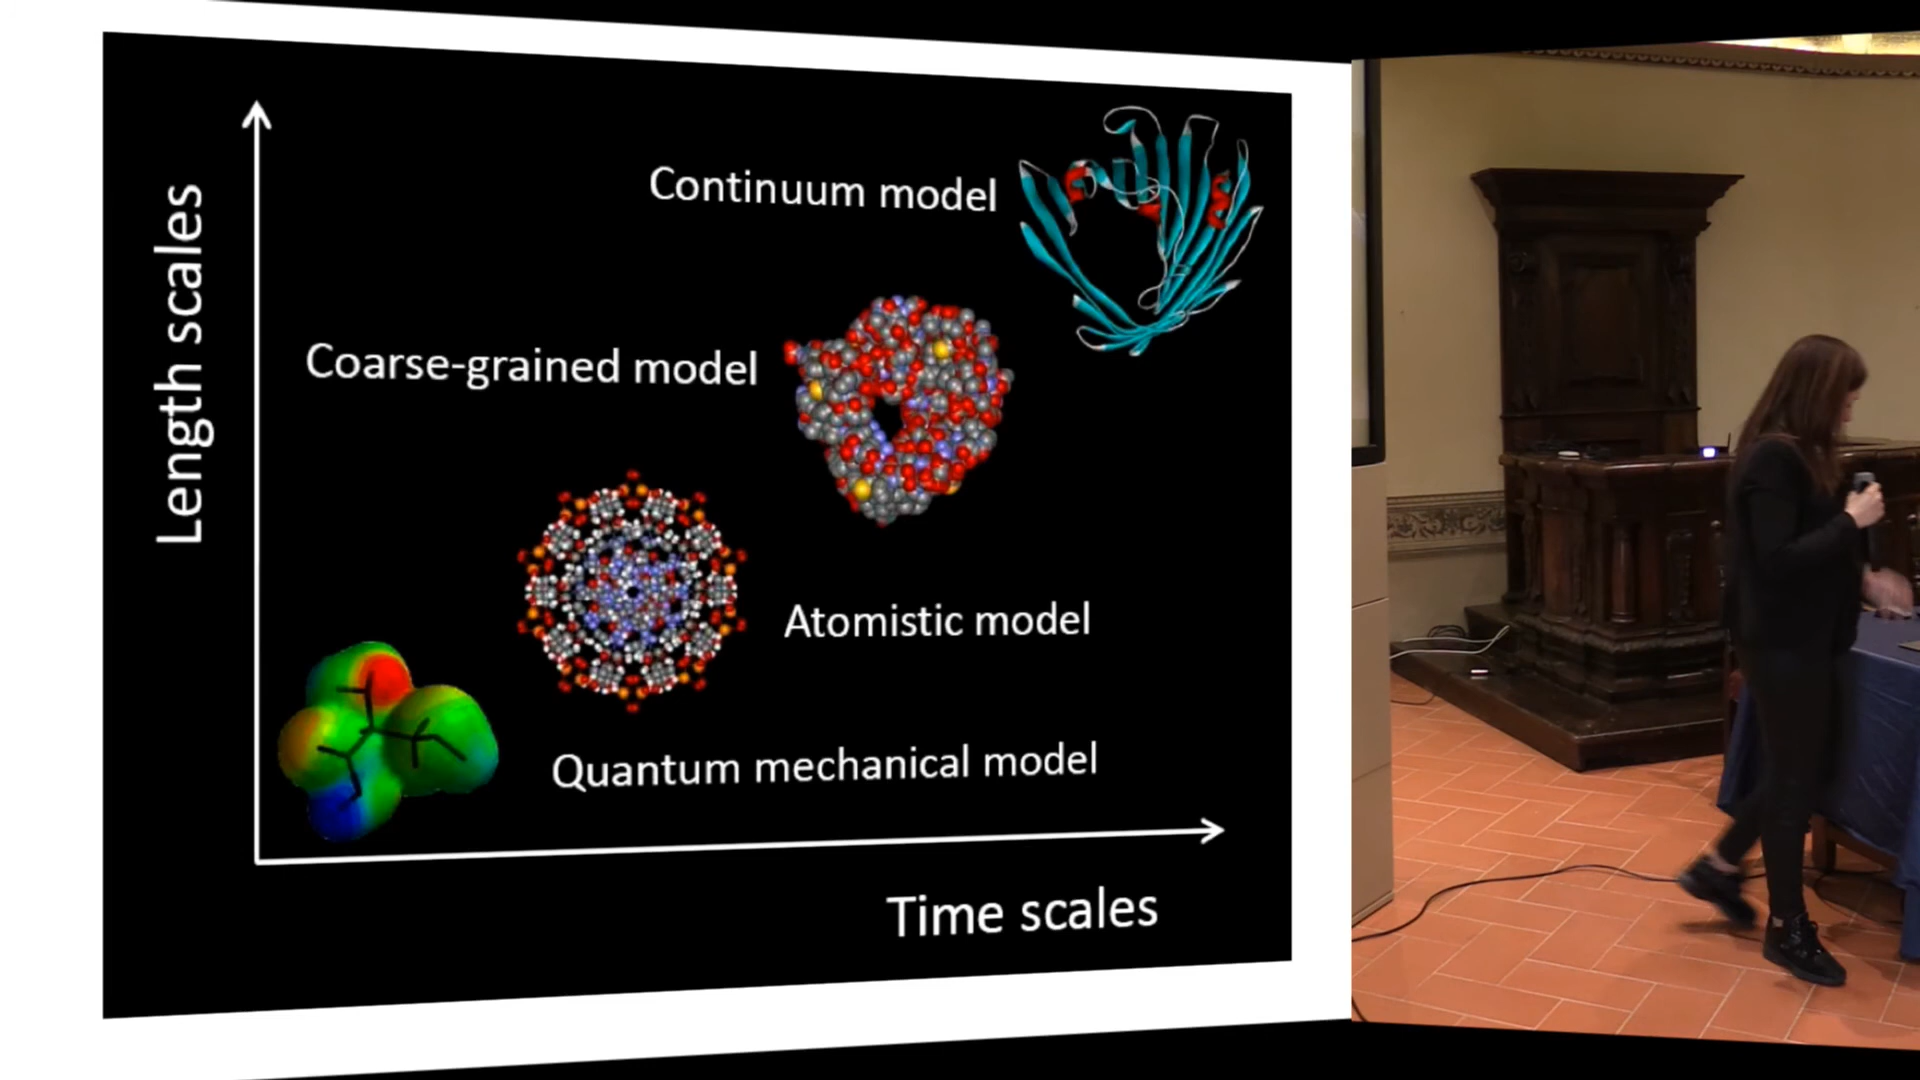 Length scales
Continuum model
Coarse-grained model
Atomistic model
Quantum mechanical model
Time scales